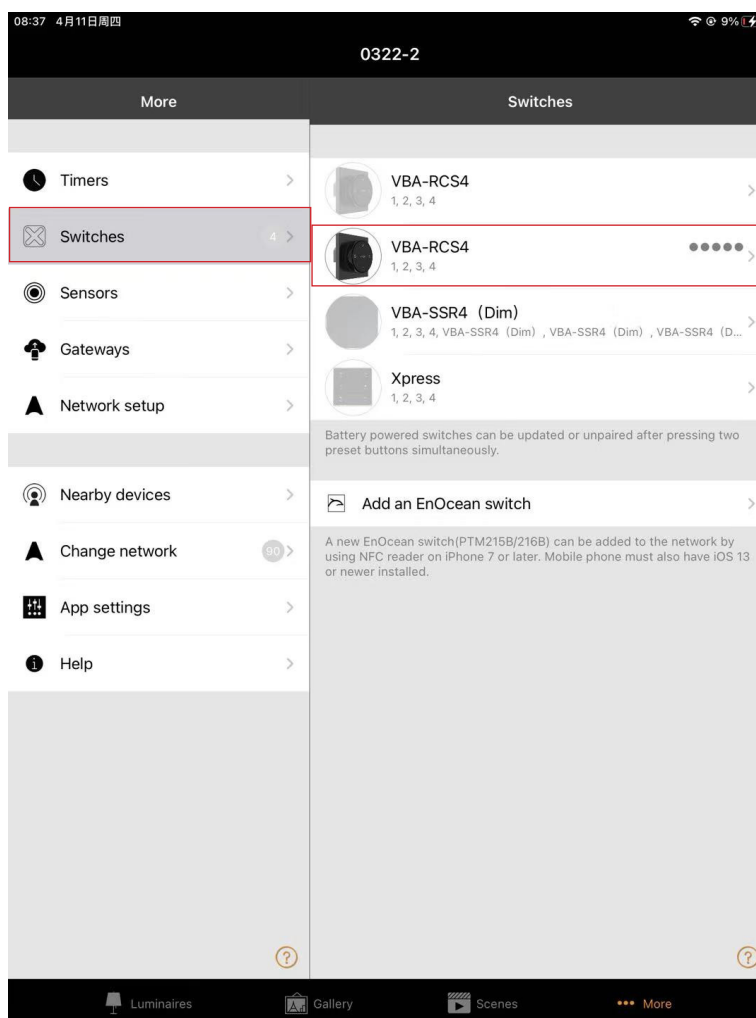 08:37 4月11日周四
9%
0322-2
More
Switches
Timers
Switches
4
Sensors
Gateways
Network setup
Nearby devices
Change network
90
App settings
Help
VBA-RCS4
1, 2, 3, 4
VBA-RCS4
1, 2, 3, 4
VBA-SSR4（Dim）
1, 2, 3, 4, VBA-SSR4（Dim）, VBA-SSR4（Dim）, VBA-SSR4（D...
Xpress
1, 2, 3, 4
Battery powered switches can be updated or unpaired after pressing two
preset buttons simultaneously.
Add an EnOcean switch
A new EnOcean switch(PTM215B/216B) can be added to the network by
using NFC reader on iPhone 7 or later. Mobile phone must also have iOS 13
or newer installed.
?
?
Luminaires
Gallery
Scenes
More